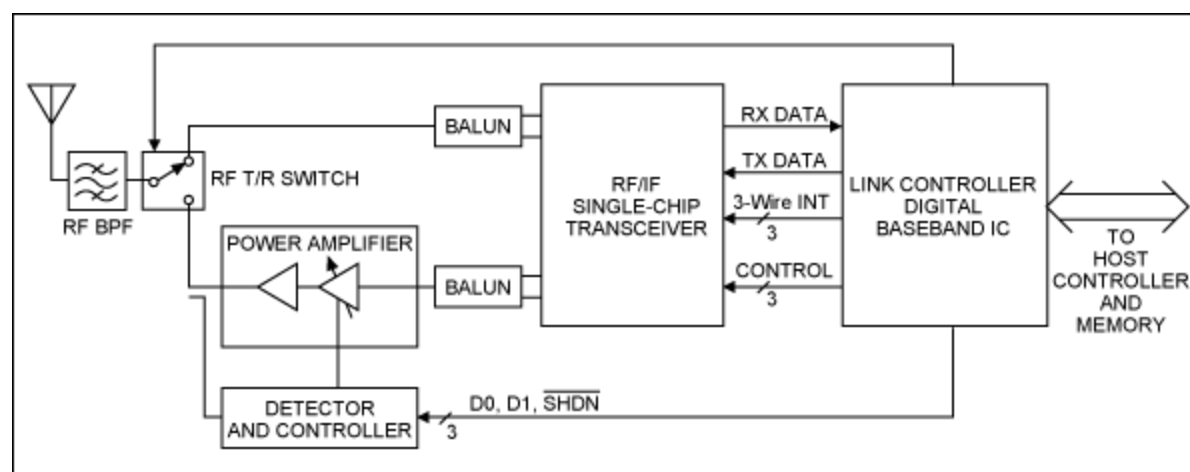 BALUN
RX DATA
TX DATA
3-Wire INT
3
CONTROL
3
RF/IF
SINGLE-CHIP
TRANSCEIVER
LINK CONTROLLER
DIGITAL
BASEBAND IC
TO
HOST
CONTROLLER
AND
MEMORY
RF T/R SWITCH
RF BPF
POWER AMPLIFIER
BALUN
DETECTOR
AND CONTROLLER
D0, D1, SHDN
3